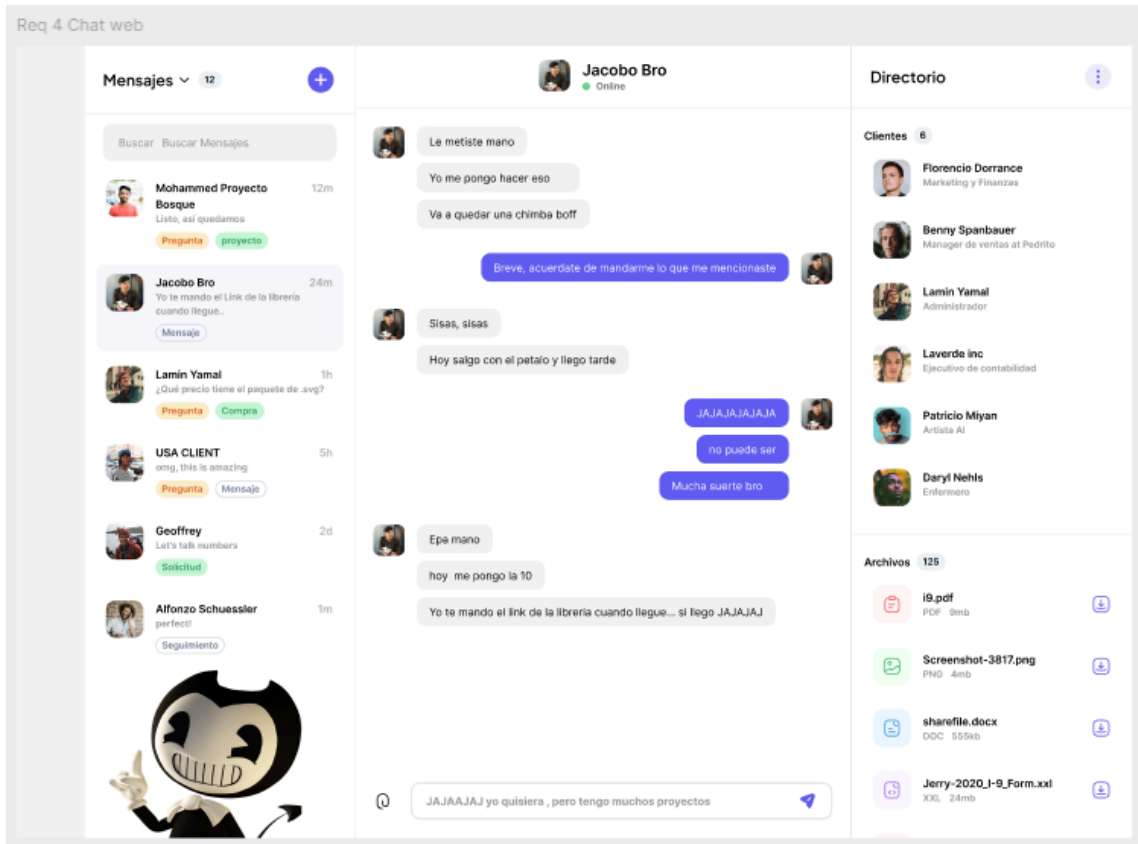 Req 4 Chat web
Mensajes 12
Buscar Buscar Mensajes
Mohammed Proyecto 12m
Bosque
Listo, así quedamos
Pregunta proyecto
Jacobo Bro 24m
Yo te mando el Link de la librería
cuando llegue..
Mensaje
Lamin Yamal 1h
¿Qué precio tiene el paquete de .svg?
Pregunta Compra
USA CLIENT 5h
omg, this is amazing
Pregunta Mensaje
Geoffrey 2d
Let's talk numbers
Solicitud
Alfonzo Schuessler 1m
perfect!
Seguimiento
Jacobo Bro
Online
Le metiste mano
Yo me pongo hacer eso
Va a quedar una chimba boff
Breve, acuerdate de mandarme lo que me mencionaste
Sisas, sisas
Hoy salgo con el petalo y llego tarde
JAJAJAJAJAJA
no puede ser
Mucha suerte bro
Epa mano
hoy me pongo la 10
Yo te mando el link de la libreria cuando llegue... si llego JAJAJAJ
JAJAAJAJ yo quisiera , pero tengo muchos proyectos
Directorio
Clientes 6
Florencio Dorrance
Marketing y Finanzas
Benny Spanbauer
Manager de ventas at Pedrito
Lamin Yamal
Administrador
Laverde inc
Ejecutivo de contabilidad
Patricio Miyan
Artista AI
Daryl Nehls
Enfermero
Archivos 125
i9.pdf
PDF 9mb
Screenshot-3817.png
PNG 4mb
sharefile.docx
DOC 555kb
Jerry-2020_I-9_Form.xxl
XXL 24mb